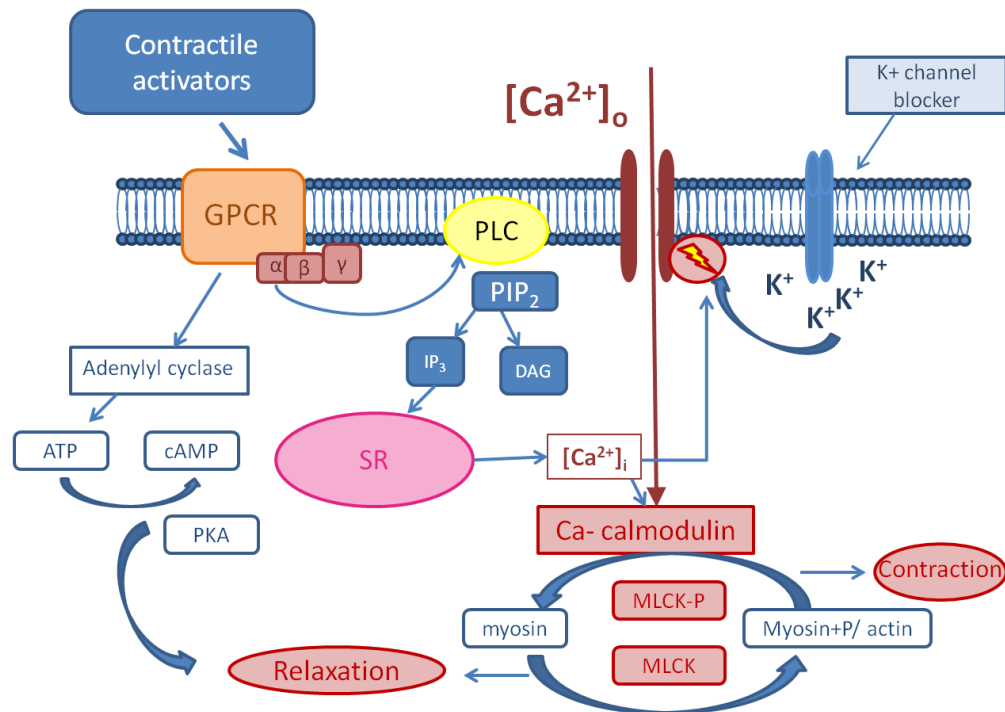 Contractile
activators
[Ca²⁺]ₒ
K+ channel
blocker
GPCR
α
β
γ
PLC
PIP₂
K⁺
K⁺
K⁺
K⁺
IP₃
DAG
Adenylyl cyclase
ATP
cAMP
SR
[Ca²⁺]ᵢ
PKA
Ca- calmodulin
Contraction
MLCK-P
myosin
Myosin+P/ actin
MLCK
Relaxation